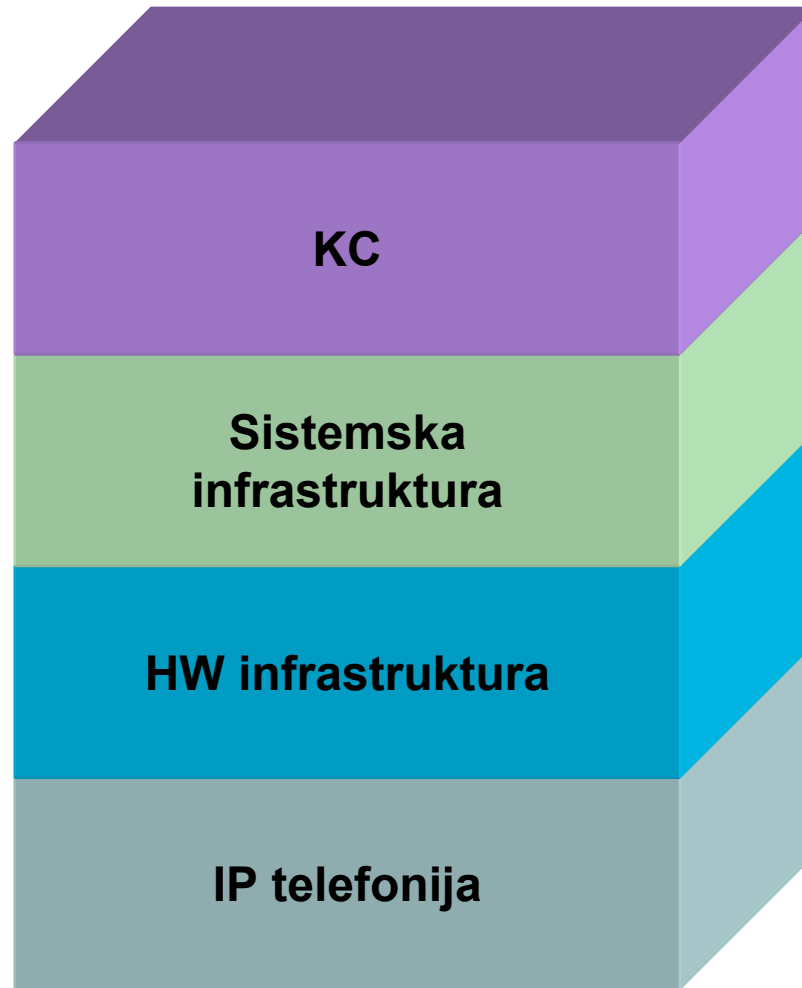 KC
Sistemska
infrastruktura
HW infrastruktura
IP telefonija